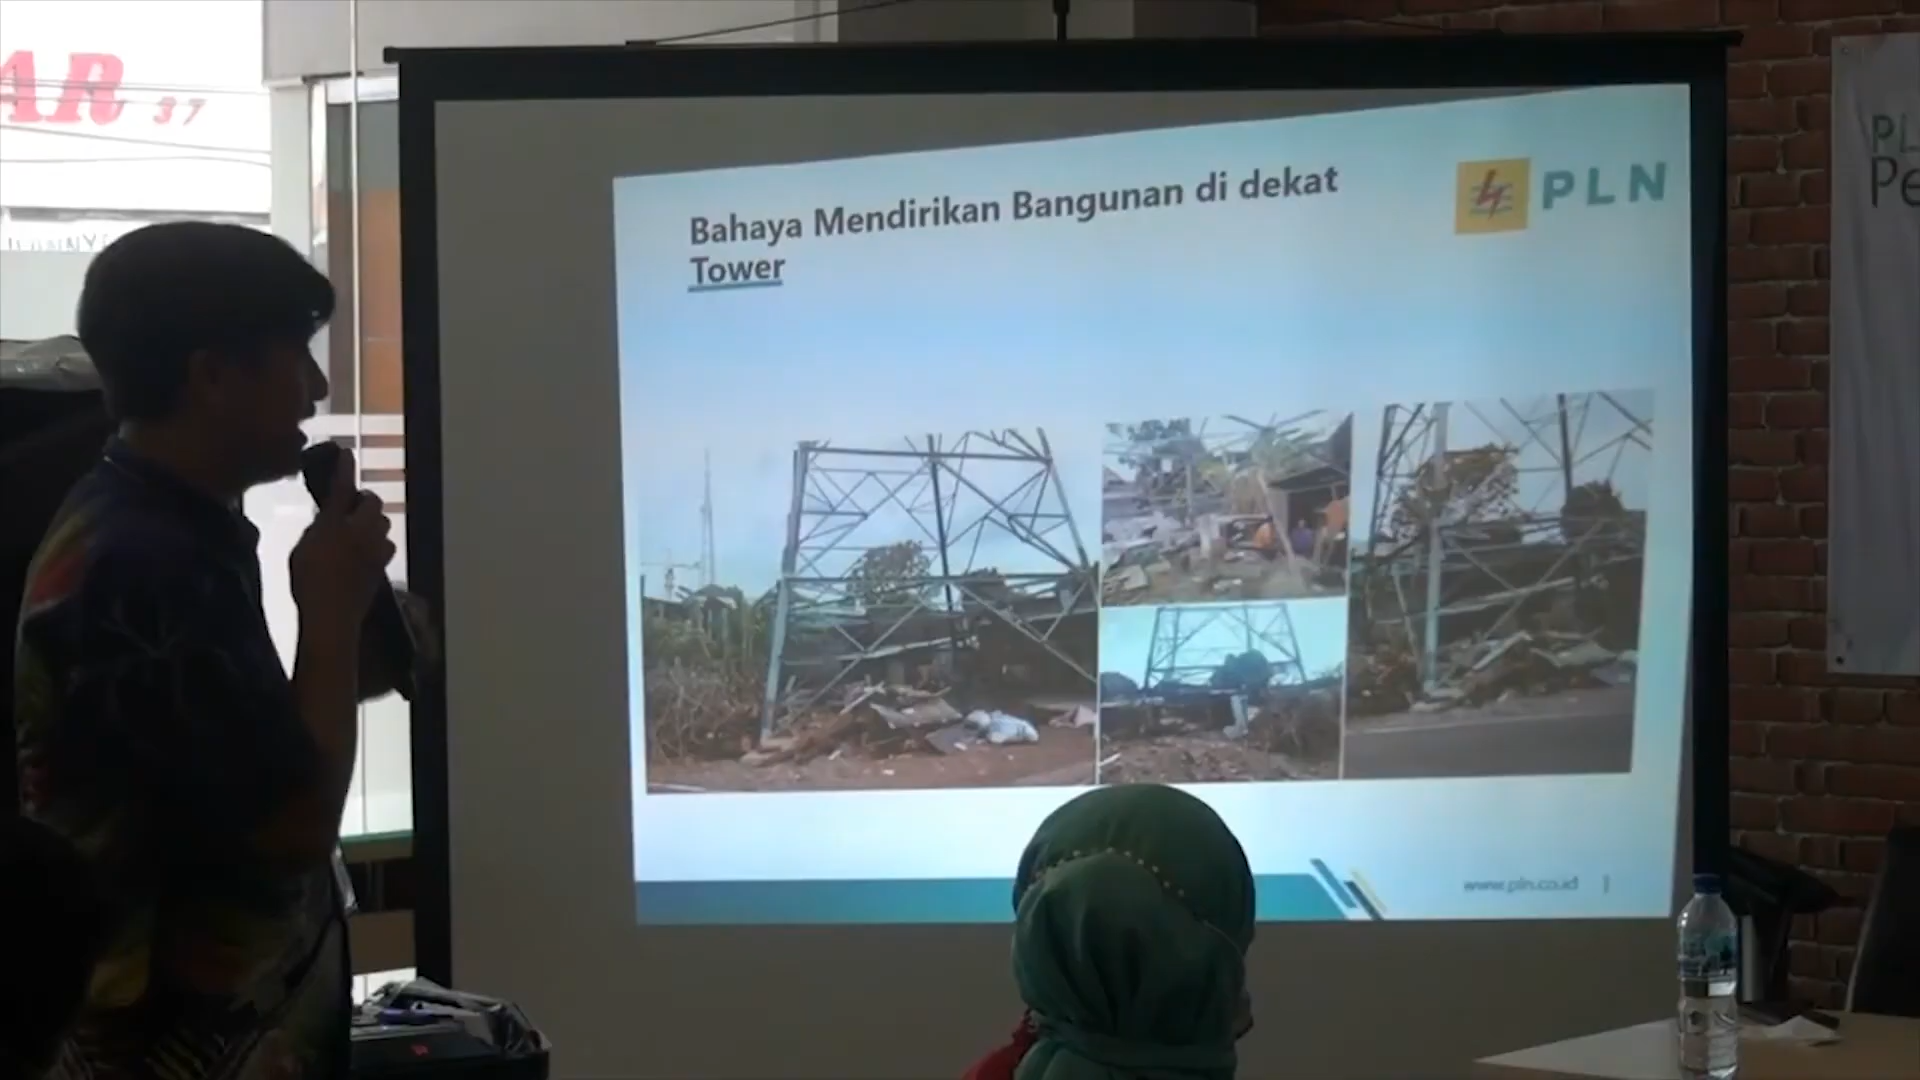 AR 37
Bahaya Mendirikan Bangunan di dekat
Tower
PLN
www.pln.co.id
PL
Pe